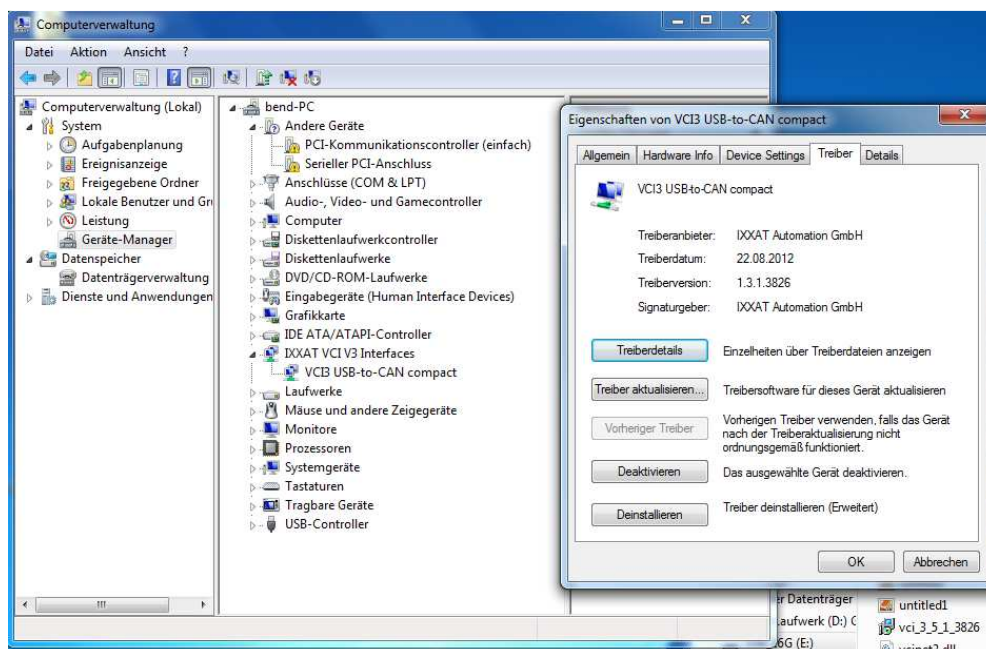 Computerverwaltung
Datei Aktion Ansicht ?
Computerverwaltung (Lokal)
System
Aufgabenplanung
Ereignisanzeige
Freigegebene Ordner
Lokale Benutzer und Gru
Leistung
Geräte-Manager
Datenspeicher
Datenträgerverwaltung
Dienste und Anwendungen
bend-PC
Andere Geräte
PCI-Kommunikationscontroller (einfach)
Serieller PCI-Anschluss
Anschlüsse (COM & LPT)
Audio-, Video- und Gamecontroller
Computer
Diskettenlaufwerkcontroller
Diskettenlaufwerke
DVD/CD-ROM-Laufwerke
Eingabegeräte (Human Interface Devices)
Grafikkarte
IDE ATA/ATAPI-Controller
IXXAT VCI V3 Interfaces
VCI3 USB-to-CAN compact
Laufwerke
Mäuse und andere Zeigegeräte
Monitore
Prozessoren
Systemgeräte
Tastaturen
Tragbare Geräte
USB-Controller
Eigenschaften von VCI3 USB-to-CAN compact
Allgemein Hardware Info Device Settings Treiber Details
VCI3 USB-to-CAN compact
Treiberanbieter: IXXAT Automation GmbH
Treiberdatum: 22.08.2012
Treiberversion: 1.3.1.3826
Signaturgeber: IXXAT Automation GmbH
Treiberdetails Einzelheiten über Treiberdateien anzeigen
Treiber aktualisieren... Treibersoftware für dieses Gerät aktualisieren
Vorheriger Treiber Vorherigen Treiber verwenden, falls das Gerät
nach der Treiberaktualisierung nicht
ordnungsgemäß funktioniert.
Deaktivieren Das ausgewählte Gerät deaktivieren.
Deinstallieren Treiber deinstallieren (Erweitert)
OK Abbrechen
er Datenträger
untitled1
aufwerk (D:) C
vci_3_5_1_3826
6G (E:)